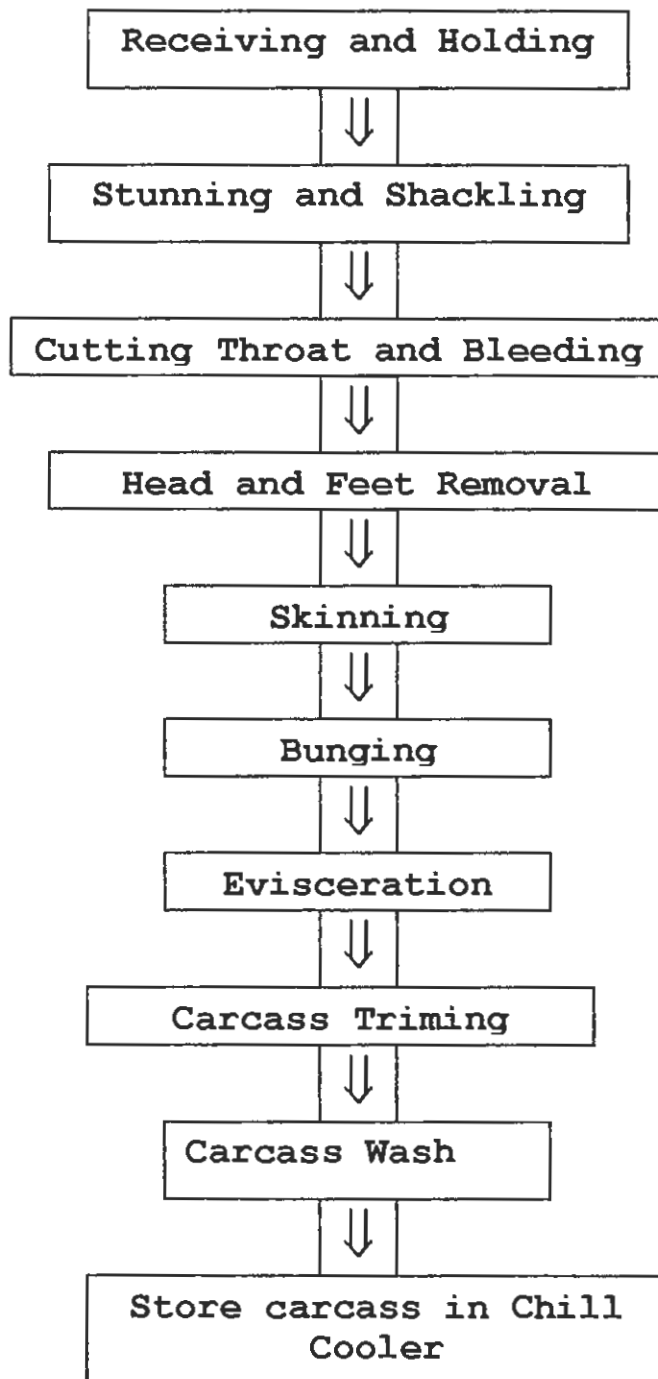 Receiving and Holding
Stunning and Shackling
Cutting Throat and Bleeding
Head and Feet Removal
Skinning
Bunging
Evisceration
Carcass Triming
Carcass Wash
Store carcass in Chill
Cooler